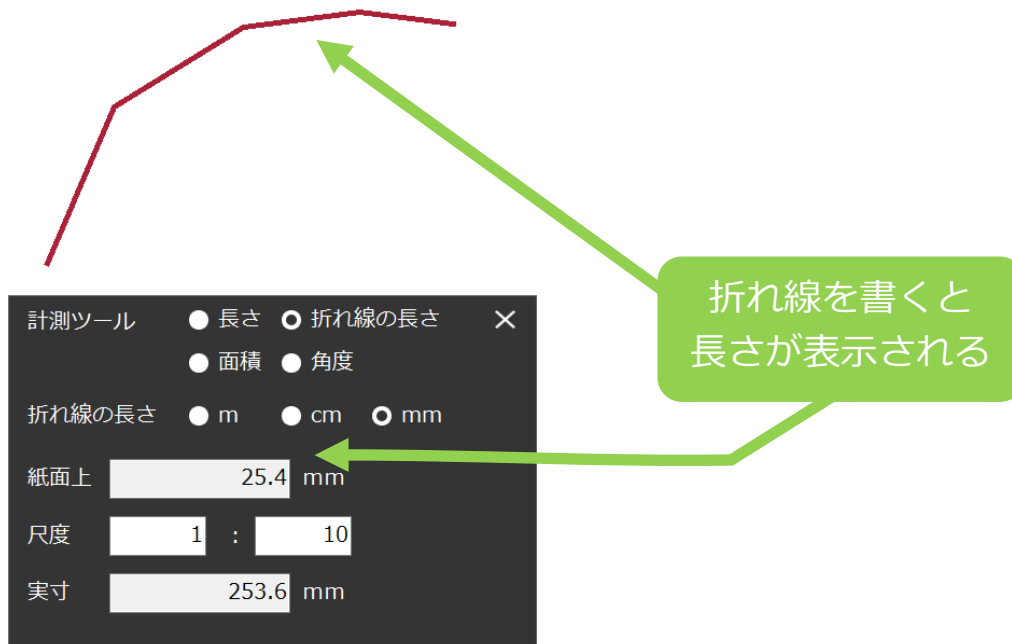 折れ線を書くと
長さが表示される
計測ツール 長さ 折れ線の長さ ×
面積 角度
折れ線の長さ m cm mm
紙面上 25.4 mm
尺度 1 : 10
実寸 253.6 mm